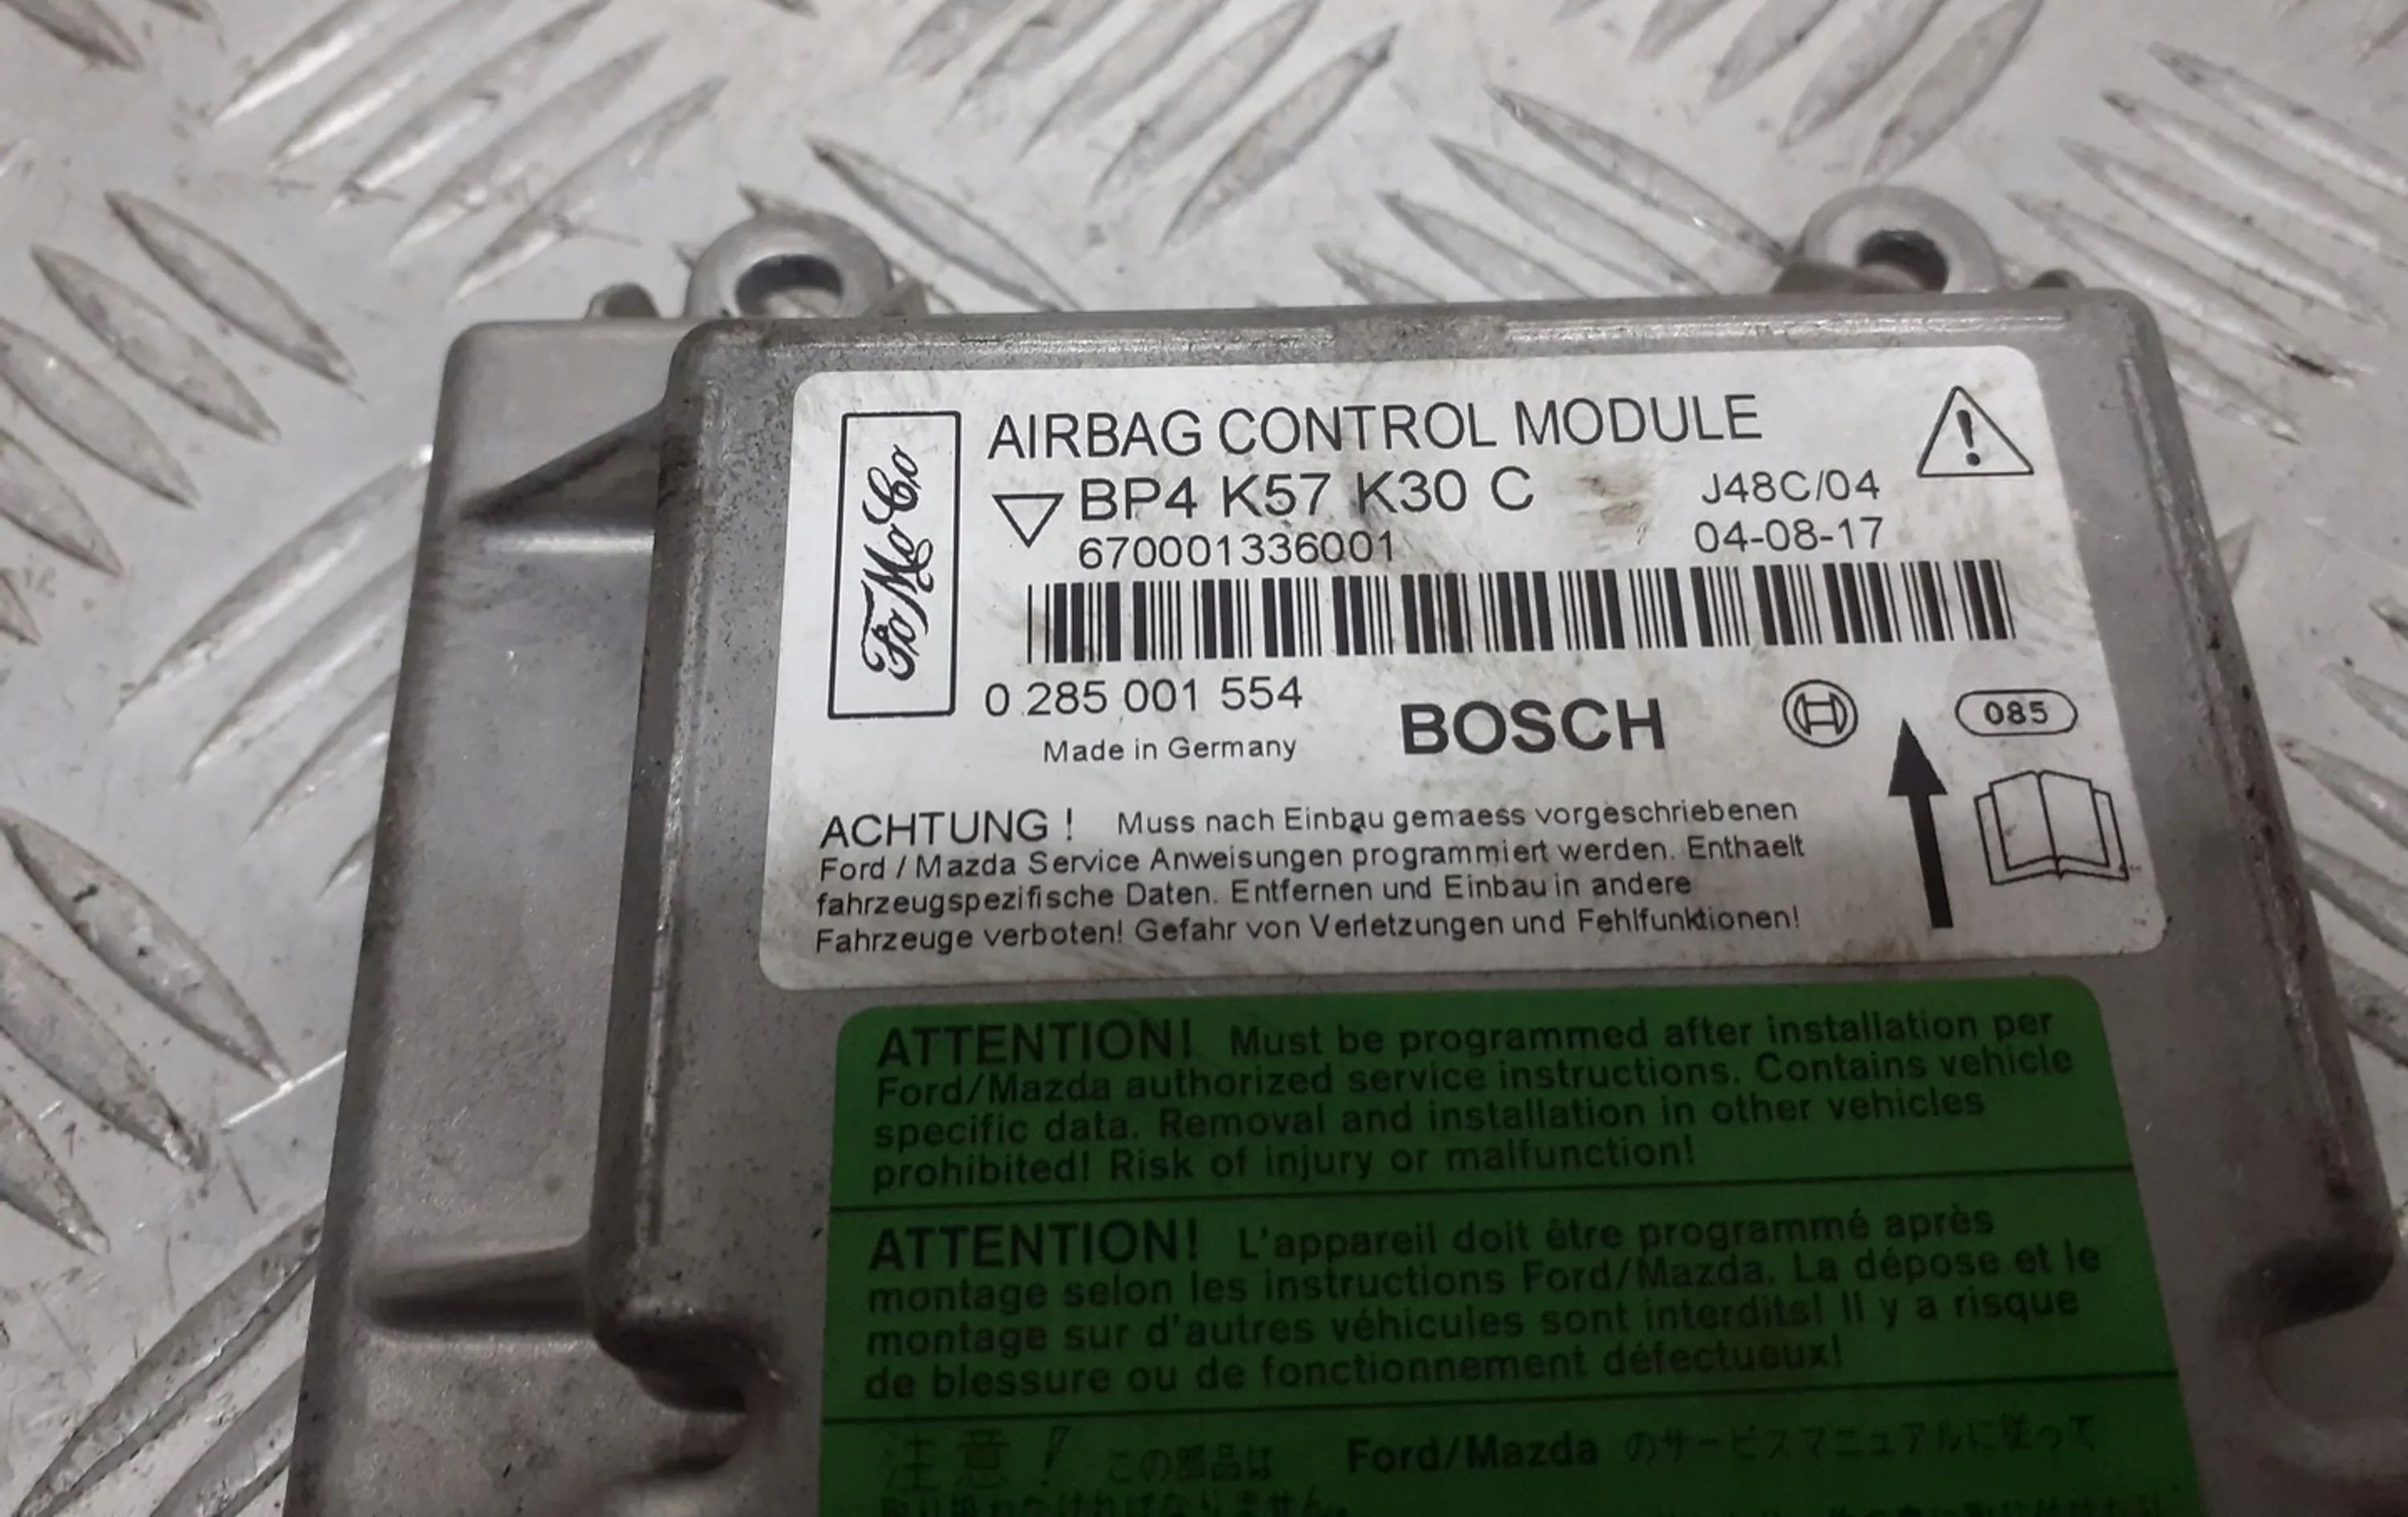 FoMoCo
AIRBAG CONTROL MODULE
BP4 K57 K30 C J48C/04
670001336001 04-08-17
0 285 001 554
Made in Germany BOSCH 085
ACHTUNG ! Muss nach Einbau gemaess vorgeschriebenen
Ford / Mazda Service Anweisungen programmiert werden. Enthaelt
fahrzeugspezifische Daten. Entfernen und Einbau in andere
Fahrzeuge verboten! Gefahr von Verletzungen und Fehlfunktionen!
ATTENTION! Must be programmed after installation per
Ford/Mazda authorized service instructions. Contains vehicle
specific data. Removal and installation in other vehicles
prohibited! Risk of injury or malfunction!
ATTENTION! L'appareil doit être programmé après
montage selon les instructions Ford/Mazda. La dépose et le
montage sur d'autres véhicules sont interdits! Il y a risque
de blessure ou de fonctionnement défectueux!
注意! この部品は Ford/Mazda のサービスマニュアルに従って